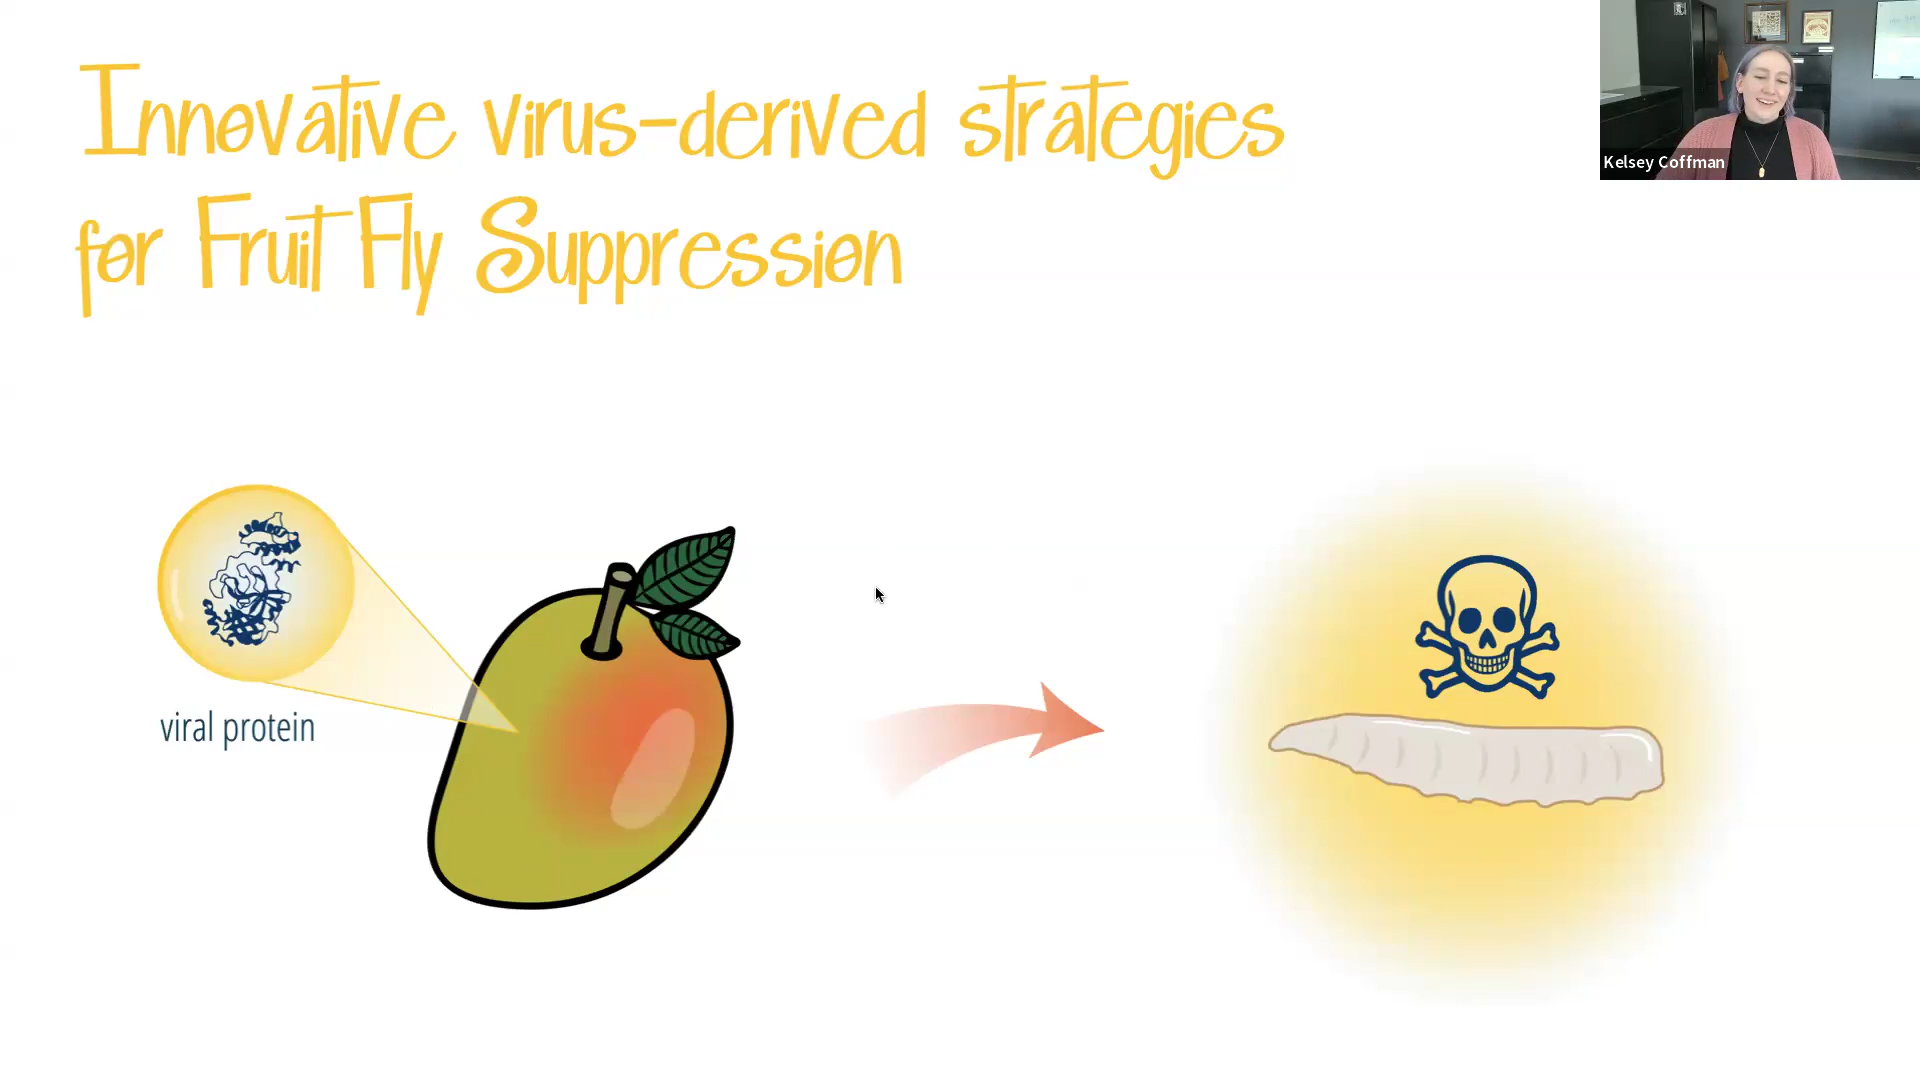 Innovative virus-derived strategies
for Fruit Fly Suppression
Kelsey Coffman
viral protein